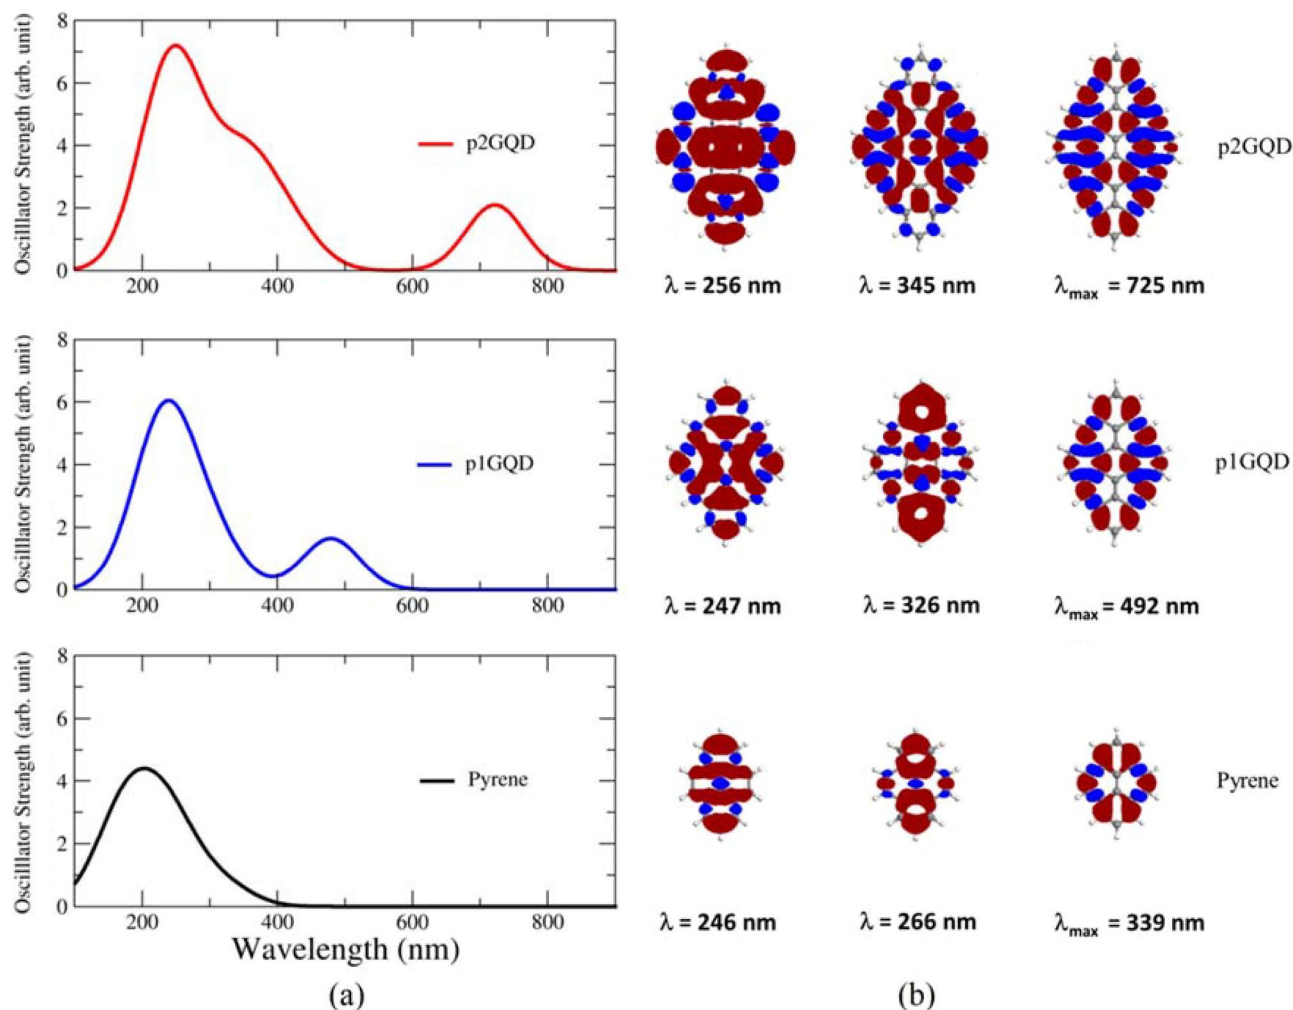 8
6
4
2
0
Oscilllator Strength (arb. unit)
p2GQD
200
400
600
800
λ = 256 nm
λ = 345 nm
λmax = 725 nm
p2GQD
8
6
4
2
0
Oscilllator Strength (arb. unit)
p1GQD
200
400
600
800
λ = 247 nm
λ = 326 nm
λmax = 492 nm
p1GQD
8
6
4
2
0
Oscilllator Strength (arb. unit)
Pyrene
200
400
600
800
Wavelength (nm)
λ = 246 nm
λ = 266 nm
λmax = 339 nm
Pyrene
(a)
(b)